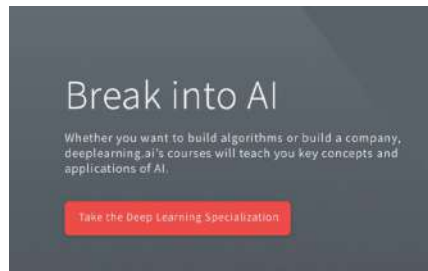 Break into AI
Whether you want to build algorithms or build a company,
deeplearning.ai's courses will teach you key concepts and
applications of AI.
Take the Deep Learning Specialization